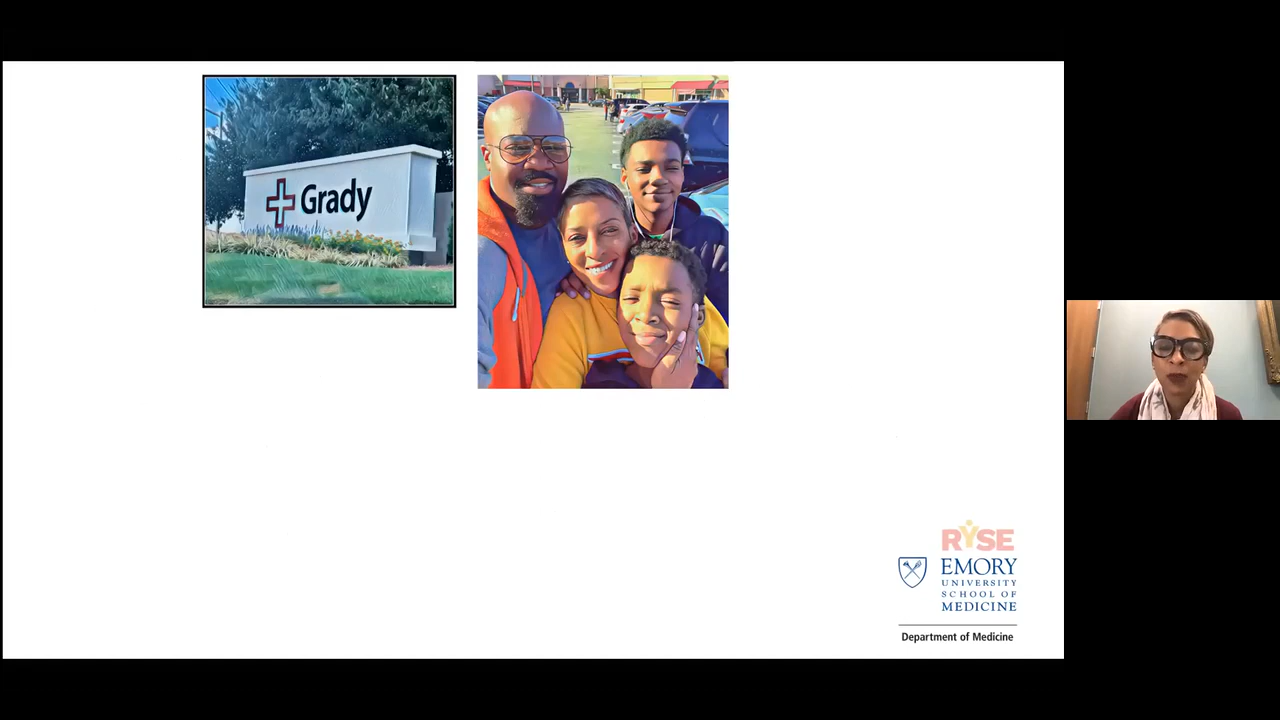 Grady
RYSE
EMORY
UNIVERSITY
SCHOOL OF
MEDICINE
Department of Medicine